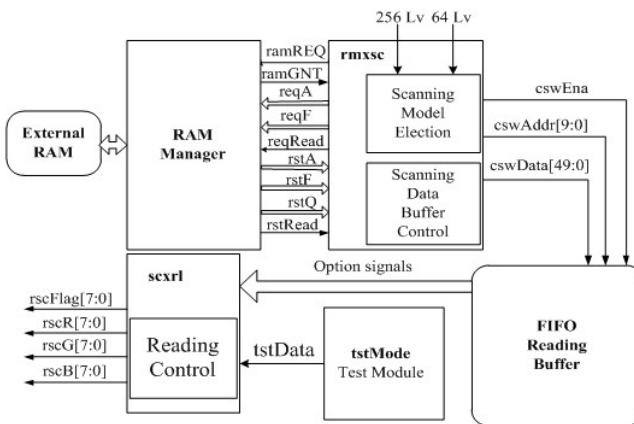 256 Lv 64 Lv
ramREQ
rmxsc
ramGNT
reqA
reqF
reqRead
rstA
rstF
rstQ
rstRead
External
RAM
RAM
Manager
Scanning
Model
Election
Scanning
Data
Buffer
Control
cswEna
cswAddr[9:0]
cswData[49:0]
scxrl
Option signals
rscFlag[7:0]
rscR[7:0]
rscG[7:0]
rscB[7:0]
Reading
Control
tstData
tstMode
Test Module
FIFO
Reading
Buffer